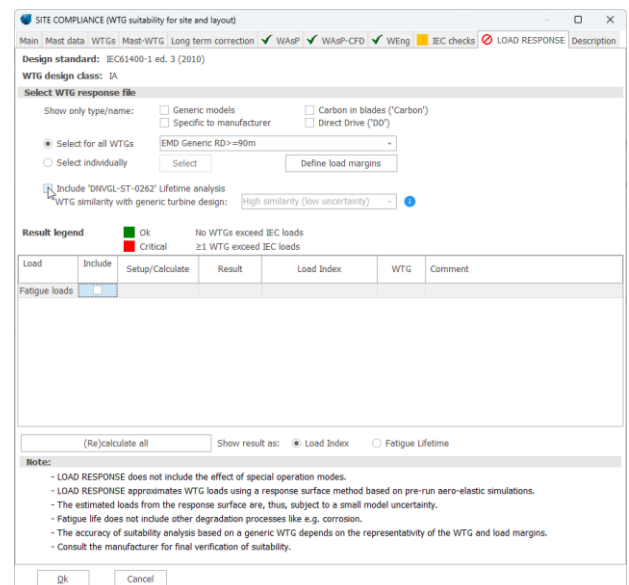 SITE COMPLIANCE (WTG suitability for site and layout)
Main Mast data WTGs Mast-WTG Long term correction WAsP WAsP-CFD WEng IEC checks LOAD RESPONSE Description
Design standard: IEC61400-1 ed. 3 (2010)
WTG design class: IA
Select WTG response file
Show only type/name: Generic models Carbon in blades ('Carbon')
Specific to manufacturer Direct Drive ('DD')
Select for all WTGs EMD Generic RD>=90m
Select individually Select Define load margins
Include 'DNVGL-ST-0262' Lifetime analysis
WTG similarity with generic turbine design: High similarity (low uncertainty)
Result legend Ok No WTGs exceed IEC loads
Critical ≥1 WTG exceed IEC loads
Load Include Setup/Calculate Result Load Index WTG Comment
Fatigue loads
(Re)calculate all Show result as: Load Index Fatigue Lifetime
Note:
- LOAD RESPONSE does not include the effect of special operation modes.
- LOAD RESPONSE approximates WTG loads using a response surface method based on pre-run aero-elastic simulations.
- The estimated loads from the response surface are, thus, subject to a small model uncertainty.
- Fatigue life does not include other degradation processes like e.g. corrosion.
- The accuracy of suitability analysis based on a generic WTG depends on the representativity of the WTG and load margins.
- Consult the manufacturer for final verification of suitability.
Ok Cancel